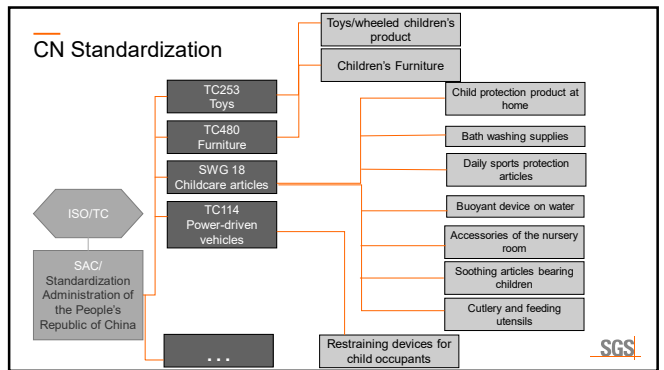 CN Standardization
Toys/wheeled children's
product
Children's Furniture
TC253
Toys
TC480
Furniture
SWG 18
Childcare articles
TC114
Power-driven
vehicles
. . .
ISO/TC
SAC/
Standardization
Administration of
the People's
Republic of China
Child protection product at
home
Bath washing supplies
Daily sports protection
articles
Buoyant device on water
Accessories of the nursery
room
Soothing articles bearing
children
Cutlery and feeding
utensils
Restraining devices for
child occupants
SGS